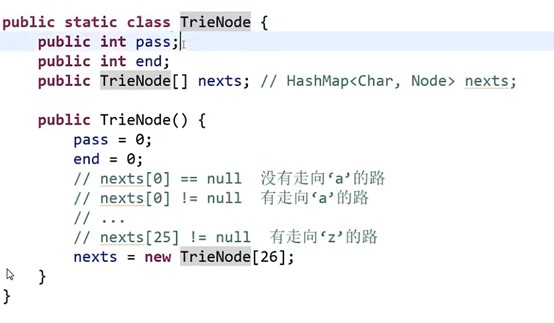 public static class TrieNode {
public int pass;
public int end;
public TrieNode[] nexts; // HashMap<Char, Node> nexts;
public TrieNode() {
pass = 0;
end = 0;
// nexts[0] == null 没有走向‘a’的路
// nexts[0] != null 有走向‘a’的路
// ...
// nexts[25] != null 有走向‘z’的路
nexts = new TrieNode[26];
}
}